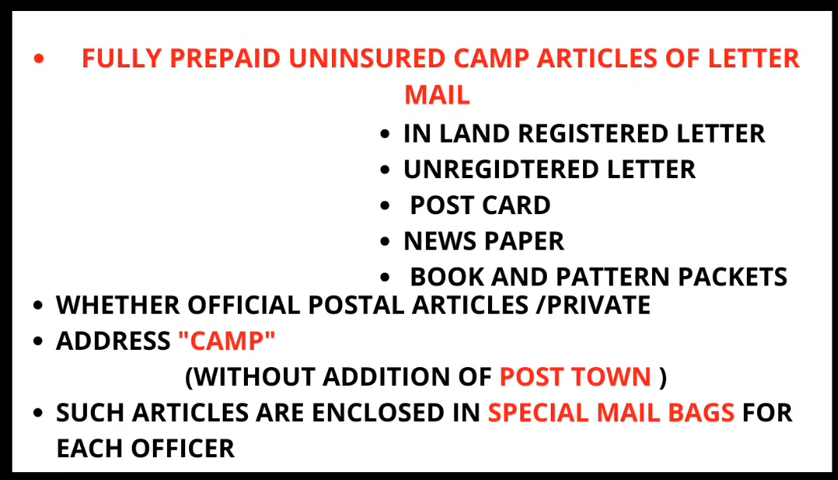 • FULLY PREPAID UNINSURED CAMP ARTICLES OF LETTER
MAIL
• IN LAND REGISTERED LETTER
• UNREGIDTERED LETTER
• POST CARD
• NEWS PAPER
• BOOK AND PATTERN PACKETS
• WHETHER OFFICIAL POSTAL ARTICLES /PRIVATE
• ADDRESS "CAMP"
(WITHOUT ADDITION OF POST TOWN )
• SUCH ARTICLES ARE ENCLOSED IN SPECIAL MAIL BAGS FOR
EACH OFFICER